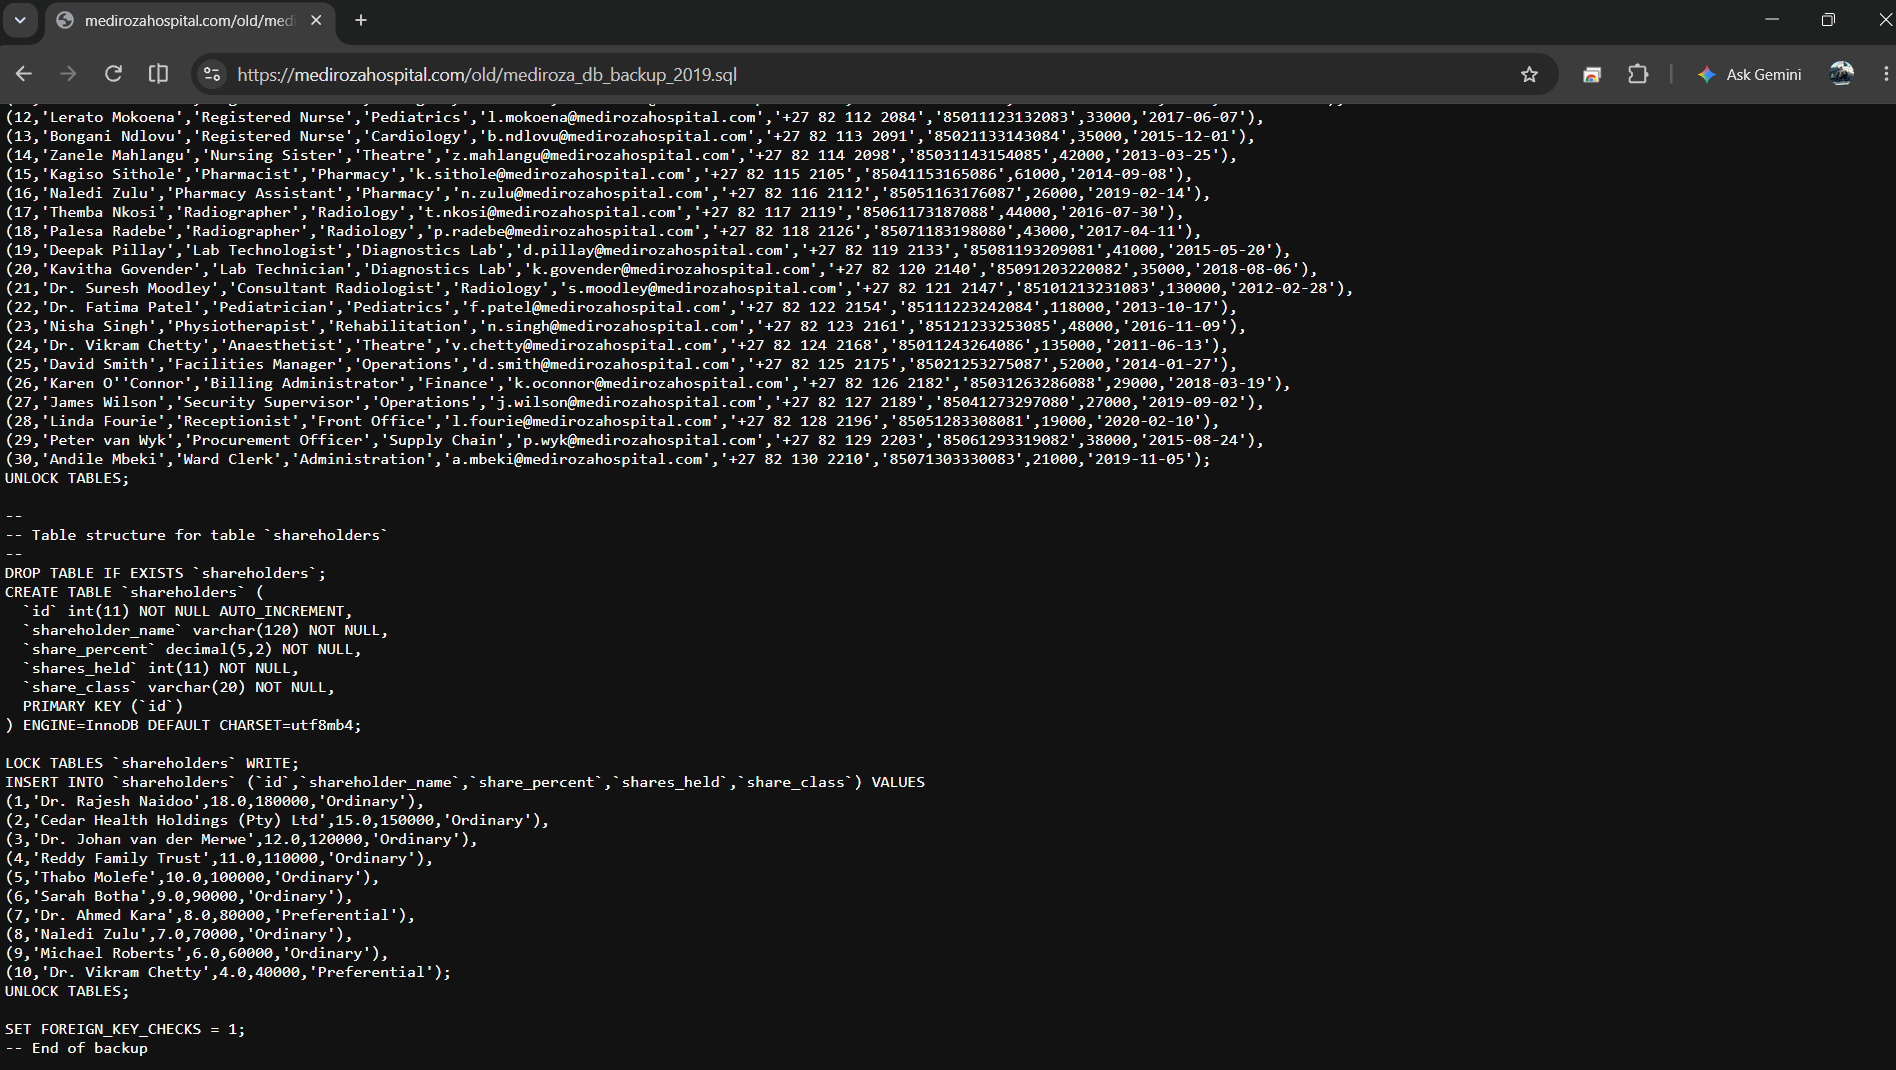 medirozahospital.com/old/medi
https://medirozahospital.com/old/mediroza_db_backup_2019.sql
Ask Gemini
(12,'Lerato Mokoena','Registered Nurse','Pediatrics','l.mokoena@medirozahospital.com','+27 82 112 2084','85011123132083',33000,'2017-06-07'),
(13,'Bongani Ndlovu','Registered Nurse','Cardiology','b.ndlovu@medirozahospital.com','+27 82 113 2091','85021133143084',35000,'2015-12-01'),
(14,'Zanele Mahlangu','Nursing Sister','Theatre','z.mahlangu@medirozahospital.com','+27 82 114 2098','85031143154085',42000,'2013-03-25'),
(15,'Kagiso Sithole','Pharmacist','Pharmacy','k.sithole@medirozahospital.com','+27 82 115 2105','85041153165086',61000,'2014-09-08'),
(16,'Naledi Zulu','Pharmacy Assistant','Pharmacy','n.zulu@medirozahospital.com','+27 82 116 2112','85051163176087',26000,'2019-02-14'),
(17,'Themba Nkosi','Radiographer','Radiology','t.nkosi@medirozahospital.com','+27 82 117 2119','85061173187088',44000,'2016-07-30'),
(18,'Palesa Radebe','Radiographer','Radiology','p.radebe@medirozahospital.com','+27 82 118 2126','85071183198080',43000,'2017-04-11'),
(19,'Deepak Pillay','Lab Technologist','Diagnostics Lab','d.pillay@medirozahospital.com','+27 82 119 2133','85081193209081',41000,'2015-05-20'),
(20,'Kavitha Govender','Lab Technician','Diagnostics Lab','k.govender@medirozahospital.com','+27 82 120 2140','85091203220082',35000,'2018-08-06'),
(21,'Dr. Suresh Moodley','Consultant Radiologist','Radiology','s.moodley@medirozahospital.com','+27 82 121 2147','85101213231083',130000,'2012-02-28'),
(22,'Dr. Fatima Patel','Pediatrician','Pediatrics','f.patel@medirozahospital.com','+27 82 122 2154','85111223242084',118000,'2013-10-17'),
(23,'Nisha Singh','Physiotherapist','Rehabilitation','n.singh@medirozahospital.com','+27 82 123 2161','85121233253085',48000,'2016-11-09'),
(24,'Dr. Vikram Chetty','Anaesthetist','Theatre','v.chetty@medirozahospital.com','+27 82 124 2168','85011243264086',135000,'2011-06-13'),
(25,'David Smith','Facilities Manager','Operations','d.smith@medirozahospital.com','+27 82 125 2175','85021253275087',52000,'2014-01-27'),
(26,'Karen O''Connor','Billing Administrator','Finance','k.oconnor@medirozahospital.com','+27 82 126 2182','85031263286088',29000,'2018-03-19'),
(27,'James Wilson','Security Supervisor','Operations','j.wilson@medirozahospital.com','+27 82 127 2189','85041273297080',27000,'2019-09-02'),
(28,'Linda Fourie','Receptionist','Front Office','l.fourie@medirozahospital.com','+27 82 128 2196','85051283308081',19000,'2020-02-10'),
(29,'Peter van Wyk','Procurement Officer','Supply Chain','p.wyk@medirozahospital.com','+27 82 129 2203','85061293319082',38000,'2015-08-24'),
(30,'Andile Mbeki','Ward Clerk','Administration','a.mbeki@medirozahospital.com','+27 82 130 2210','85071303330083',21000,'2019-11-05');
UNLOCK TABLES;
--
-- Table structure for table `shareholders`
--
DROP TABLE IF EXISTS `shareholders`;
CREATE TABLE `shareholders` (
`id` int(11) NOT NULL AUTO_INCREMENT,
`shareholder_name` varchar(120) NOT NULL,
`share_percent` decimal(5,2) NOT NULL,
`shares_held` int(11) NOT NULL,
`share_class` varchar(20) NOT NULL,
PRIMARY KEY (`id`)
) ENGINE=InnoDB DEFAULT CHARSET=utf8mb4;
LOCK TABLES `shareholders` WRITE;
INSERT INTO `shareholders` (`id`,`shareholder_name`,`share_percent`,`shares_held`,`share_class`) VALUES
(1,'Dr. Rajesh Naidoo',18.0,180000,'Ordinary'),
(2,'Cedar Health Holdings (Pty) Ltd',15.0,150000,'Ordinary'),
(3,'Dr. Johan van der Merwe',12.0,120000,'Ordinary'),
(4,'Reddy Family Trust',11.0,110000,'Ordinary'),
(5,'Thabo Molefe',10.0,100000,'Ordinary'),
(6,'Sarah Botha',9.0,90000,'Ordinary'),
(7,'Dr. Ahmed Kara',8.0,80000,'Preferential'),
(8,'Naledi Zulu',7.0,70000,'Ordinary'),
(9,'Michael Roberts',6.0,60000,'Ordinary'),
(10,'Dr. Vikram Chetty',4.0,40000,'Preferential');
UNLOCK TABLES;
SET FOREIGN_KEY_CHECKS = 1;
-- End of backup